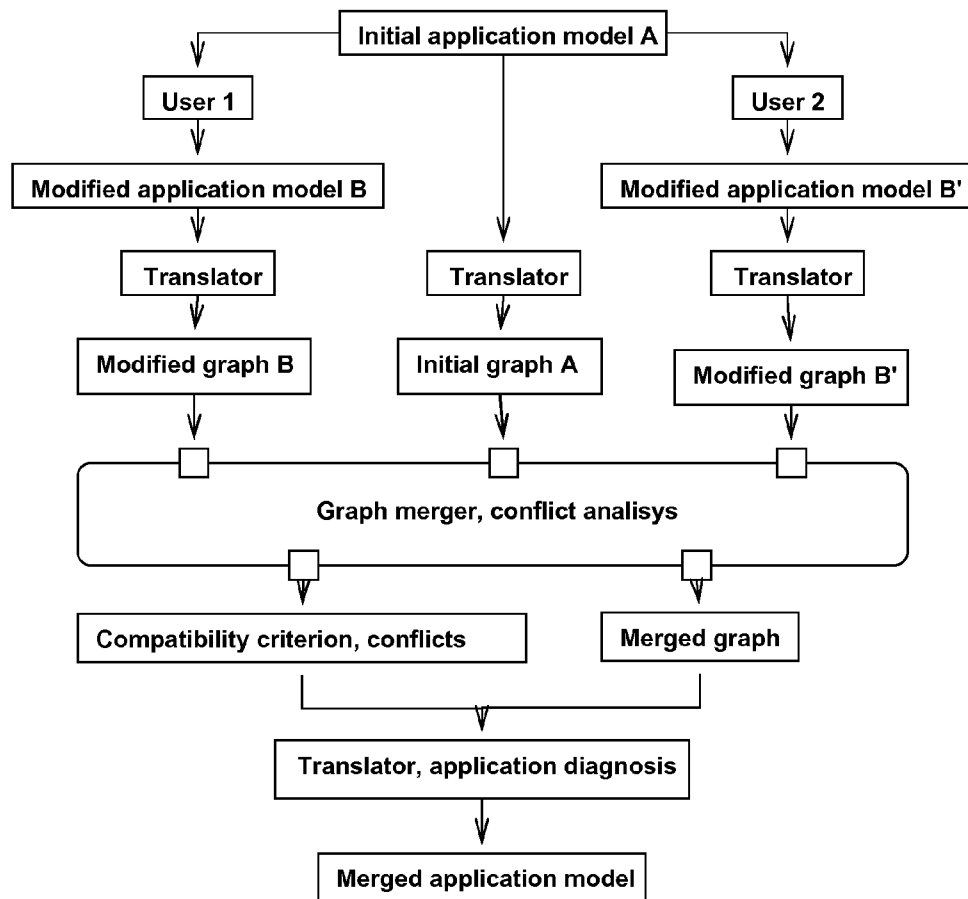 Initial application model A
User 1
User 2
Modified application model B
Modified application model B'
Translator
Translator
Translator
Modified graph B
Initial graph A
Modified graph B'
Graph merger, conflict analisys
Compatibility criterion, conflicts
Merged graph
Translator, application diagnosis
Merged application model